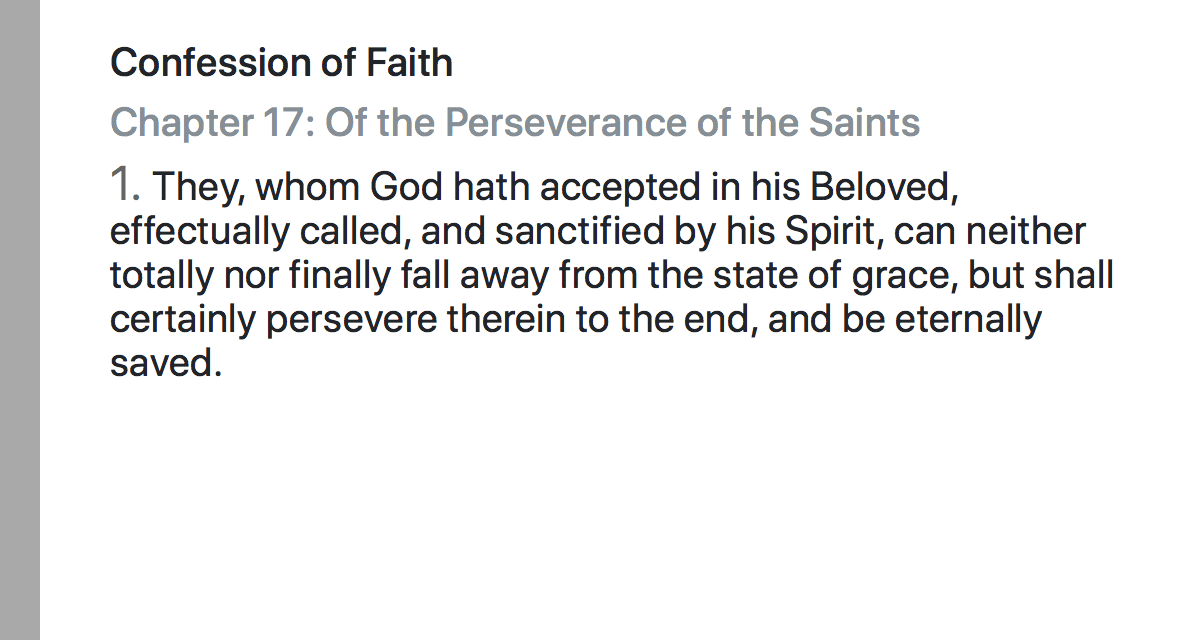 Confession of Faith
Chapter 17: Of the Perseverance of the Saints
1. They, whom God hath accepted in his Beloved,
effectually called, and sanctified by his Spirit, can neither
totally nor finally fall away from the state of grace, but shall
certainly persevere therein to the end, and be eternally
saved.